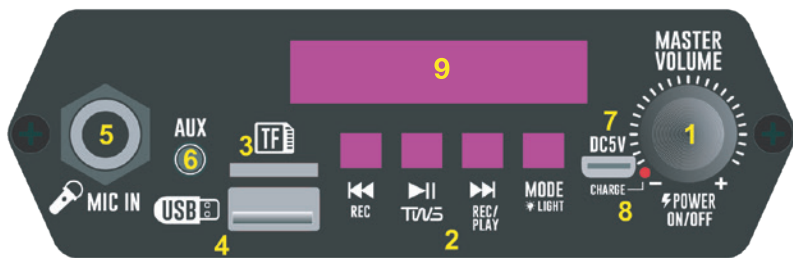 MASTER
VOLUME
9
7
DC5V
1
5
AUX
6
3
TF
MIC IN
USB
4
REC
TWS
REC/
PLAY
2
MODE
LIGHT
CHARGE
8
− +
POWER
ON/OFF